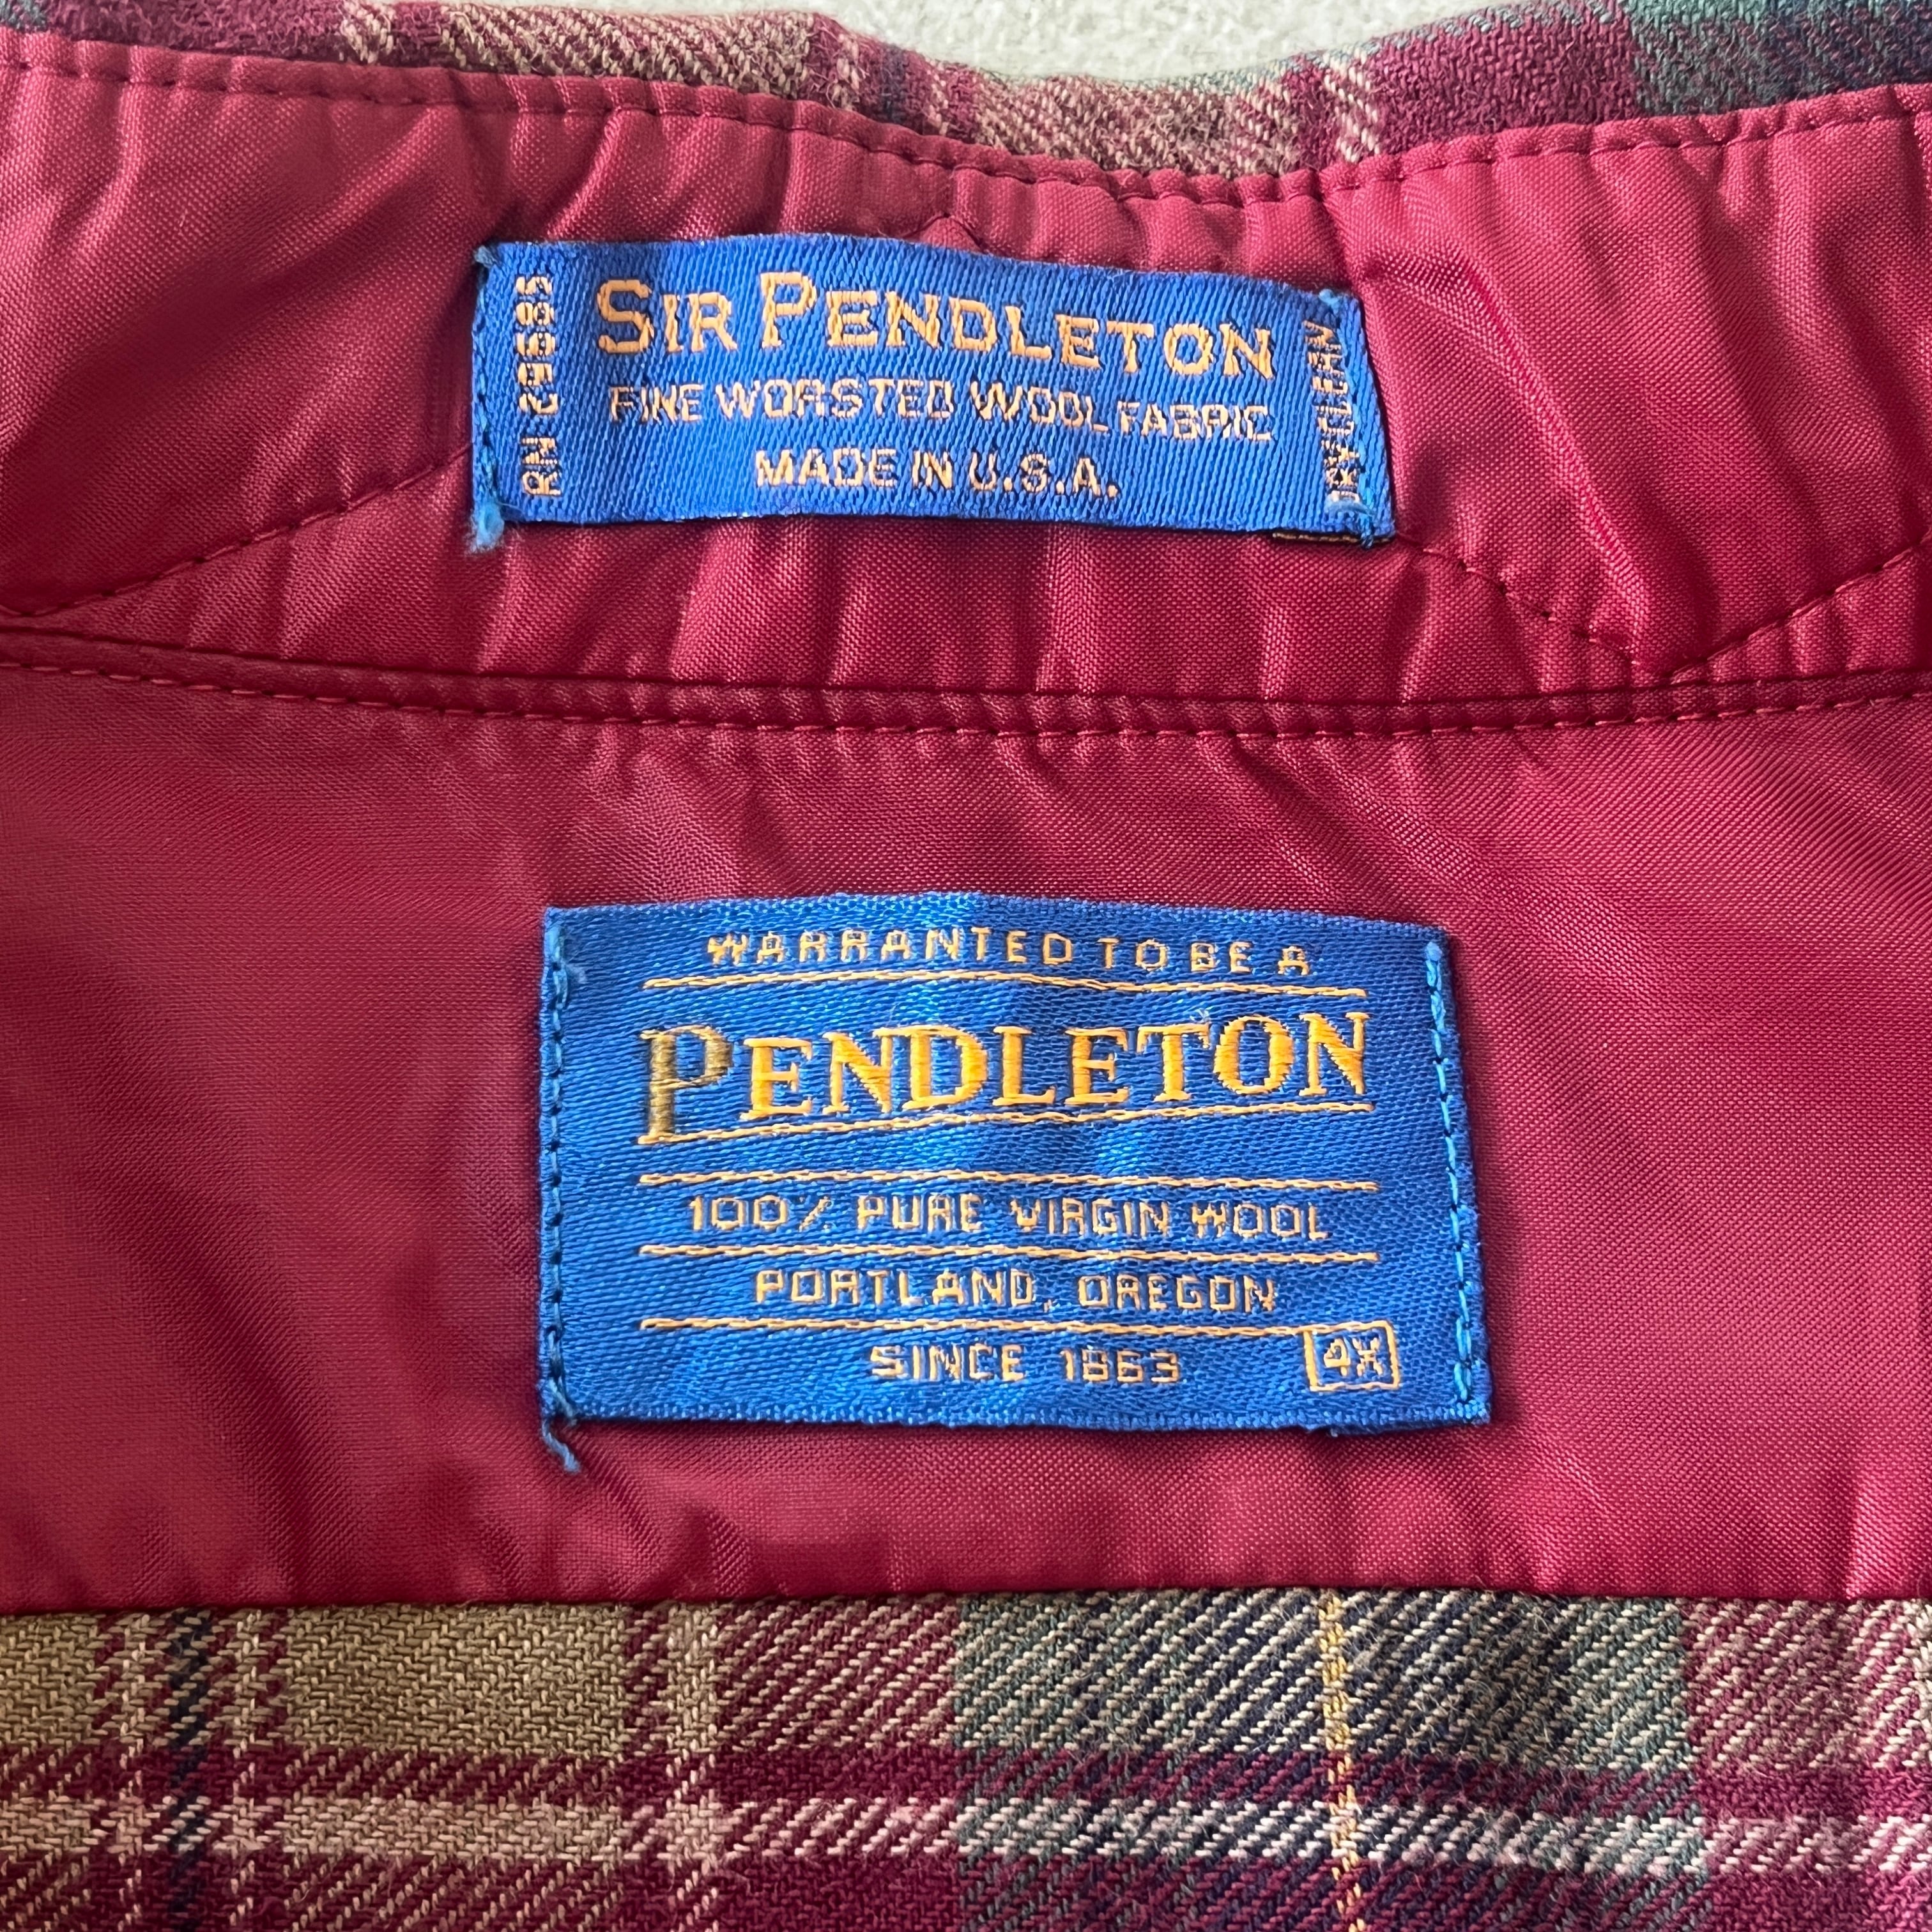 RN 29685
SIR PENDLETON
FINE WORSTED WOOL FABRIC
MADE IN U.S.A.
DRYCLEAN
WARRANTED TO BE A
PENDLETON
100% PURE VIRGIN WOOL
PORTLAND, OREGON
SINCE 1863
4X